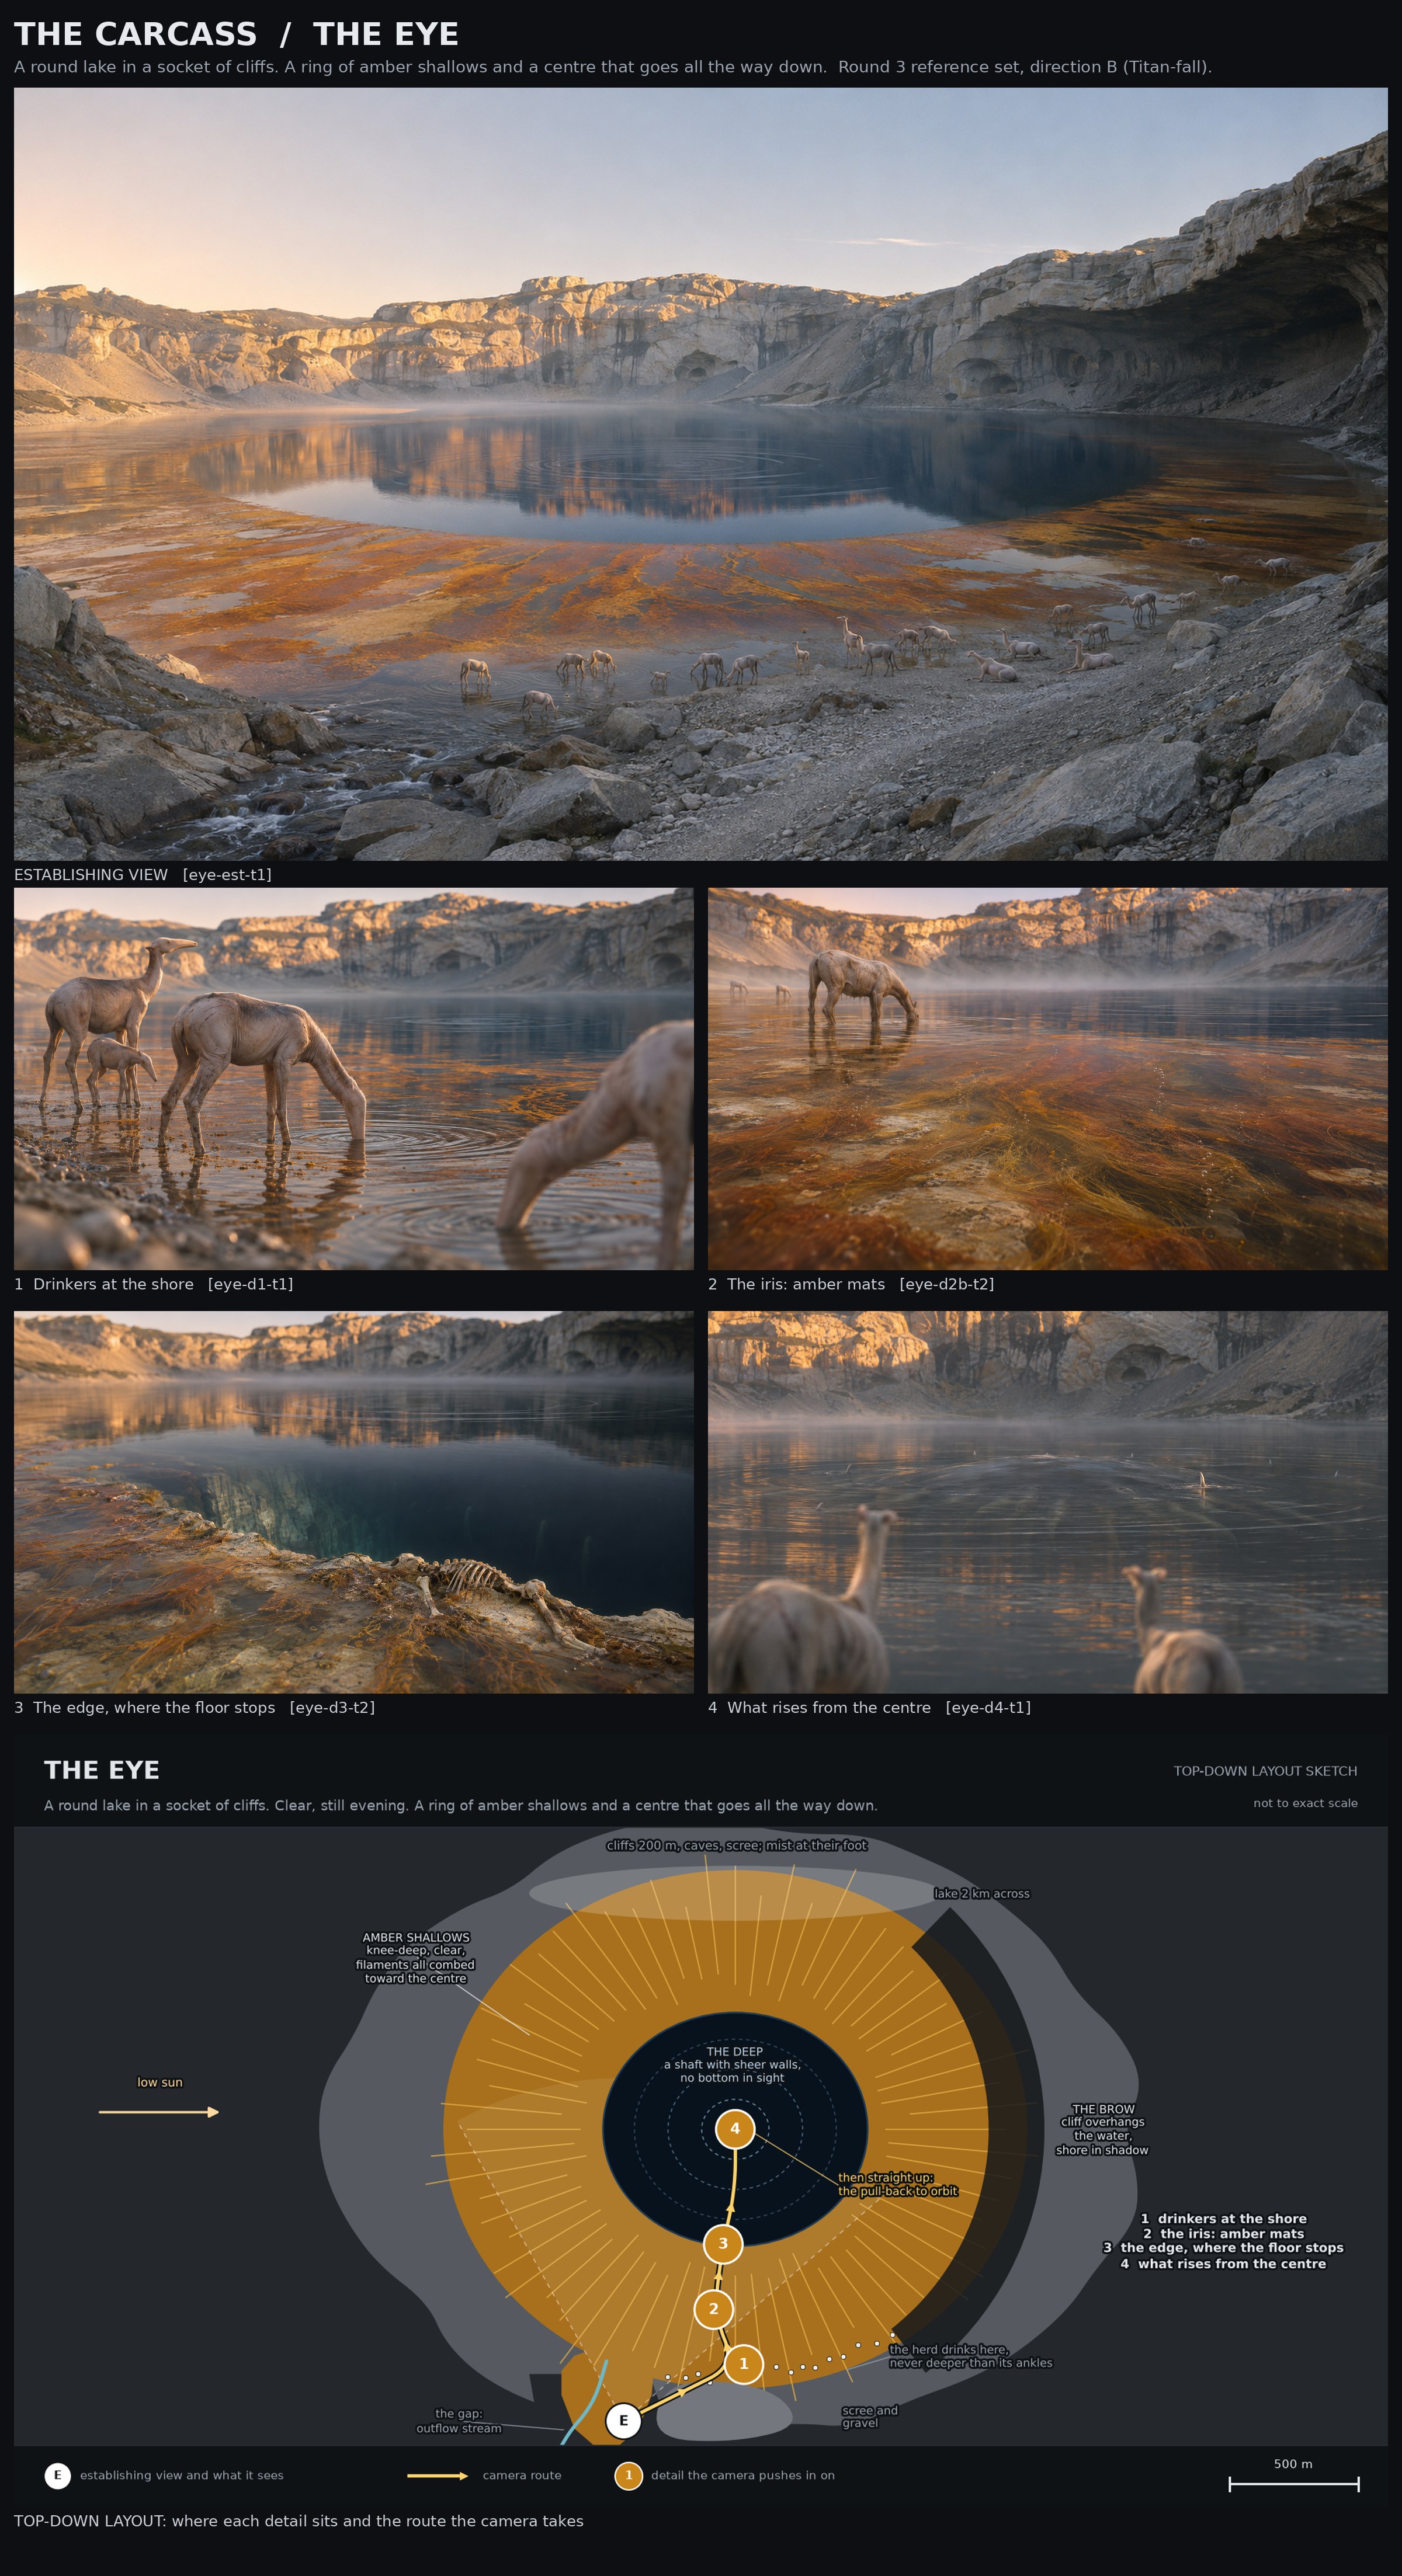 THE CARCASS / THE EYE
A round lake in a socket of cliffs. A ring of amber shallows and a centre that goes all the way down. Round 3 reference set, direction B (Titan-fall).
ESTABLISHING VIEW [eye-est-t1]
1 Drinkers at the shore [eye-d1-t1]
2 The iris: amber mats [eye-d2b-t2]
3 The edge, where the floor stops [eye-d3-t2]
4 What rises from the centre [eye-d4-t1]
THE EYE
TOP-DOWN LAYOUT SKETCH
A round lake in a socket of cliffs. Clear, still evening. A ring of amber shallows and a centre that goes all the way down.
not to exact scale
cliffs 200 m, caves, scree; mist at their foot
lake 2 km across
AMBER SHALLOWS
knee-deep, clear,
filaments all combed
toward the centre
THE DEEP
a shaft with sheer walls,
no bottom in sight
low sun
THE BROW
cliff overhangs
the water,
shore in shadow
4
then straight up:
the pull-back to orbit
1 drinkers at the shore
2 the iris: amber mats
3 the edge, where the floor stops
4 what rises from the centre
3
2
1
the herd drinks here,
never deeper than its ankles
the gap:
outflow stream
E
scree and
gravel
E establishing view and what it sees
camera route
1 detail the camera pushes in on
500 m
TOP-DOWN LAYOUT: where each detail sits and the route the camera takes